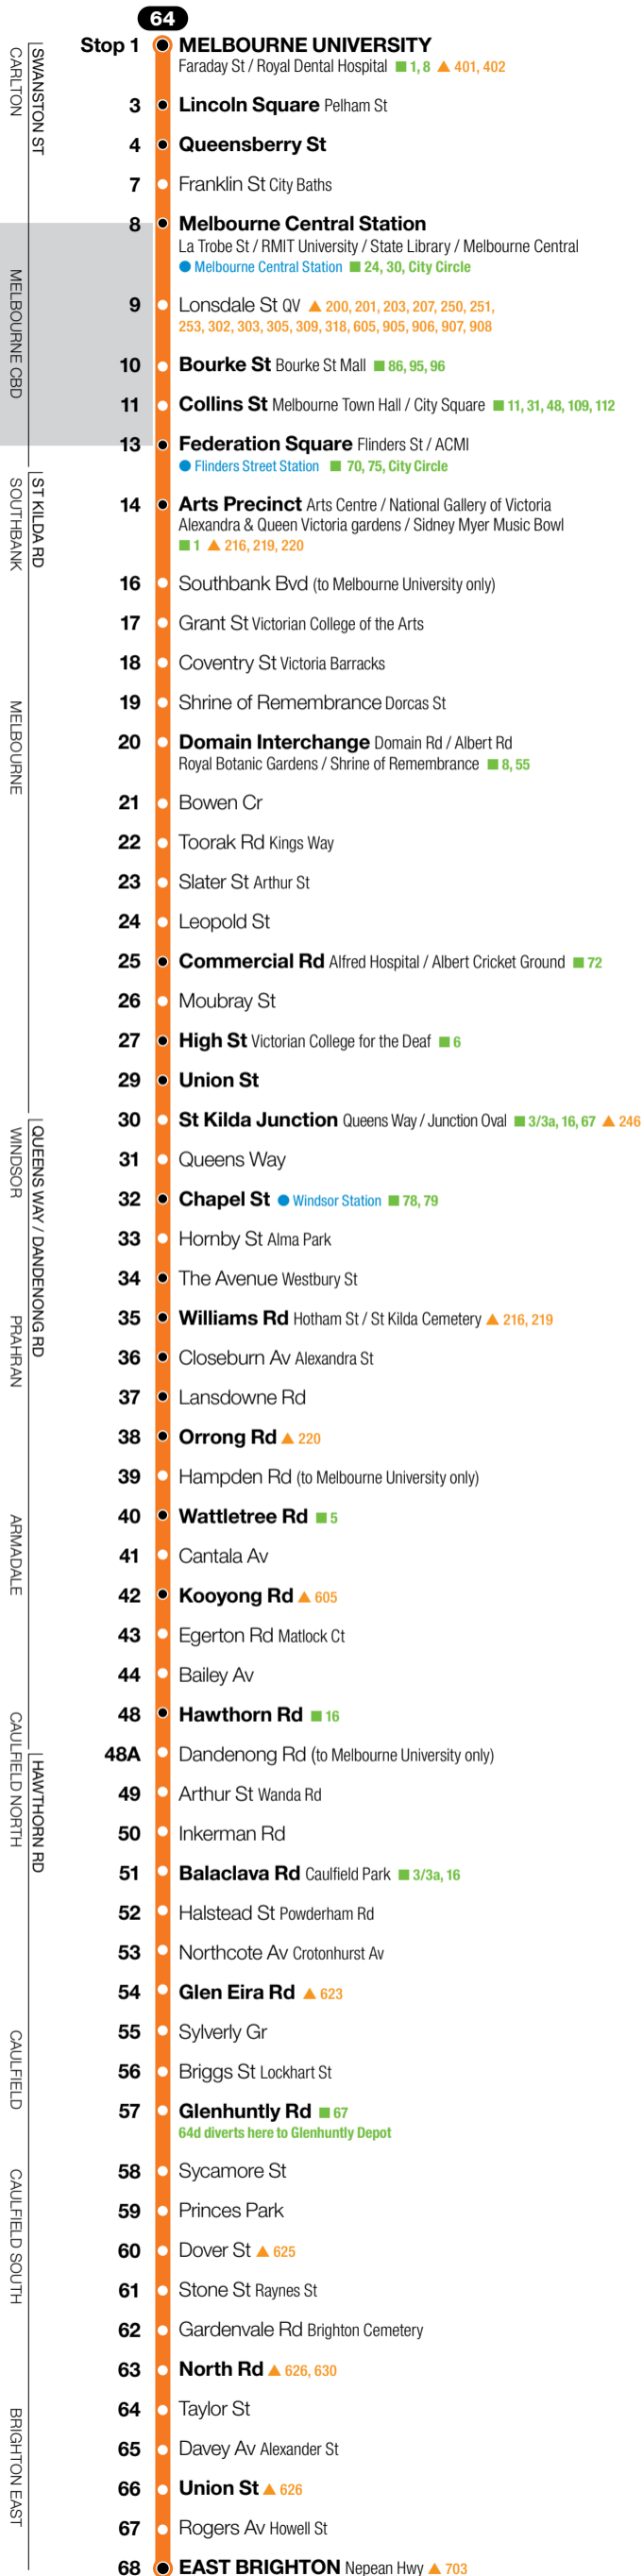 64
Stop 1 MELBOURNE UNIVERSITY
Faraday St / Royal Dental Hospital 1, 8 401, 402
3 Lincoln Square Pelham St
4 Queensberry St
7 Franklin St City Baths
8 Melbourne Central Station
La Trobe St / RMIT University / State Library / Melbourne Central
Melbourne Central Station 24, 30, City Circle
9 Lonsdale St QV 200, 201, 203, 207, 250, 251,
253, 302, 303, 305, 309, 318, 605, 905, 906, 907, 908
10 Bourke St Bourke St Mall 86, 95, 96
11 Collins St Melbourne Town Hall / City Square 11, 31, 48, 109, 112
13 Federation Square Flinders St / ACMI
Flinders Street Station 70, 75, City Circle
14 Arts Precinct Arts Centre / National Gallery of Victoria
Alexandra & Queen Victoria gardens / Sidney Myer Music Bowl
1 216, 219, 220
16 Southbank Bvd (to Melbourne University only)
17 Grant St Victorian College of the Arts
18 Coventry St Victoria Barracks
19 Shrine of Remembrance Dorcas St
20 Domain Interchange Domain Rd / Albert Rd
Royal Botanic Gardens / Shrine of Remembrance 8, 55
21 Bowen Cr
22 Toorak Rd Kings Way
23 Slater St Arthur St
24 Leopold St
25 Commercial Rd Alfred Hospital / Albert Cricket Ground 72
26 Moubray St
27 High St Victorian College for the Deaf 6
29 Union St
30 St Kilda Junction Queens Way / Junction Oval 3/3a, 16, 67 246
31 Queens Way
32 Chapel St Windsor Station 78, 79
33 Hornby St Alma Park
34 The Avenue Westbury St
35 Williams Rd Hotham St / St Kilda Cemetery 216, 219
36 Closeburn Av Alexandra St
37 Lansdowne Rd
38 Orrong Rd 220
39 Hampden Rd (to Melbourne University only)
40 Wattletree Rd 5
41 Cantala Av
42 Kooyong Rd 605
43 Egerton Rd Matlock Ct
44 Bailey Av
48 Hawthorn Rd 16
48A Dandenong Rd (to Melbourne University only)
49 Arthur St Wanda Rd
50 Inkerman Rd
51 Balaclava Rd Caulfield Park 3/3a, 16
52 Halstead St Powderham Rd
53 Northcote Av Crotonhurst Av
54 Glen Eira Rd 623
55 Sylverly Gr
56 Briggs St Lockhart St
57 Glenhuntly Rd 67
64d diverts here to Glenhuntly Depot
58 Sycamore St
59 Princes Park
60 Dover St 625
61 Stone St Raynes St
62 Gardenvale Rd Brighton Cemetery
63 North Rd 626, 630
64 Taylor St
65 Davey Av Alexander St
66 Union St 626
67 Rogers Av Howell St
68 EAST BRIGHTON Nepean Hwy 703
SWANSTON ST
CARLTON
MELBOURNE CBD
ST KILDA RD
SOUTHBANK
MELBOURNE
QUEENS WAY / DANDENONG RD
WINDSOR
PRAHRAN
ARMADALE
CAULFIELD NORTH
HAWTHORN RD
CAULFIELD
CAULFIELD SOUTH
BRIGHTON EAST